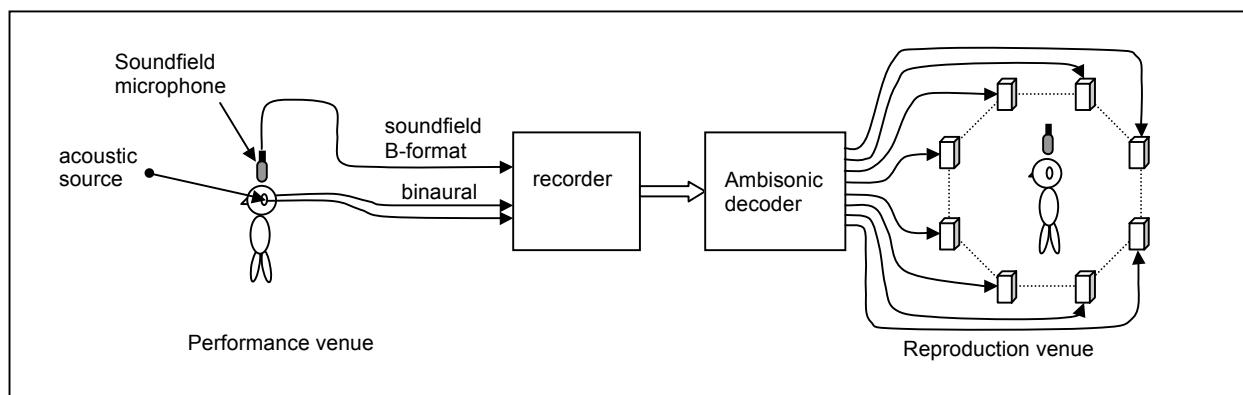 Soundfield
microphone
acoustic
source
soundfield
B-format
binaural
recorder
Ambisonic
decoder
Performance venue
Reproduction venue